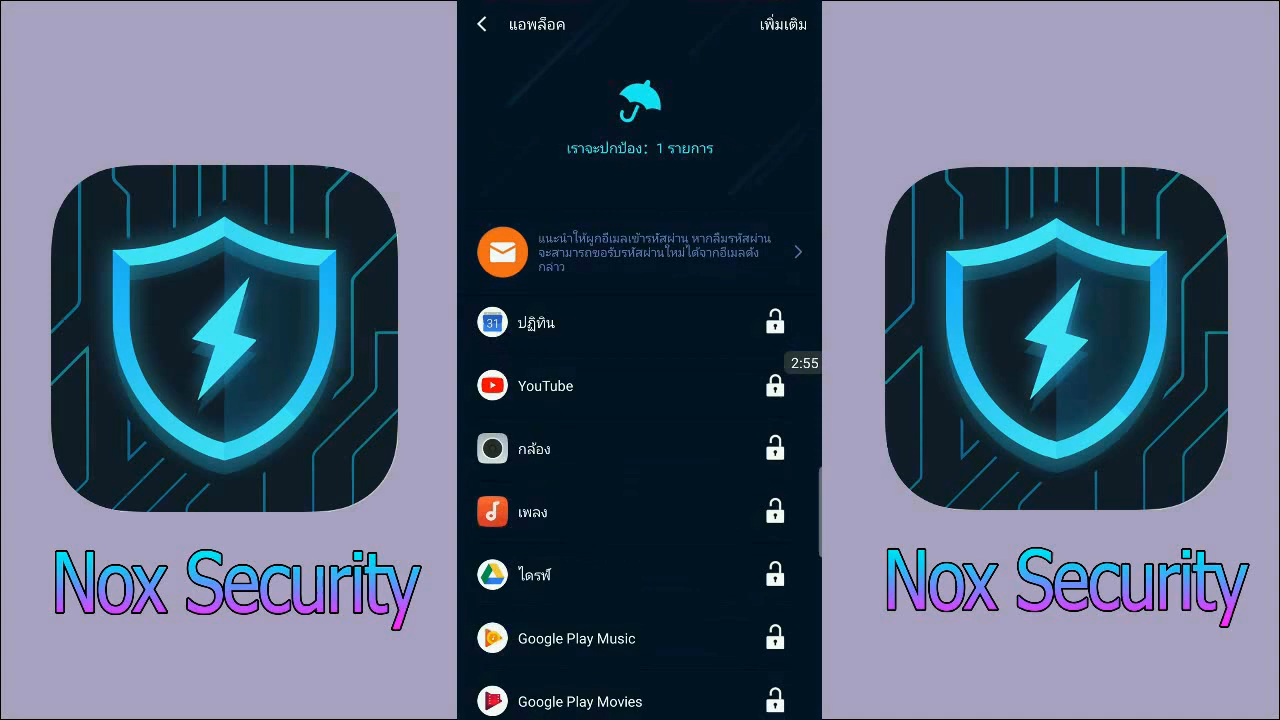 แอพล็อค
เพิ่มเติม
เราจะปกป้อง: 1 รายการ
แนะนำให้ผูกอีเมลเข้ารหัสผ่าน หากลืมรหัสผ่าน
จะสามารถขอรับรหัสผ่านใหม่ได้จากอีเมลดัง
กล่าว
31
ปฏิทิน
2:55
YouTube
กล้อง
เพลง
ไดรฟ์
Google Play Music
Google Play Movies
Nox Security
Nox Security